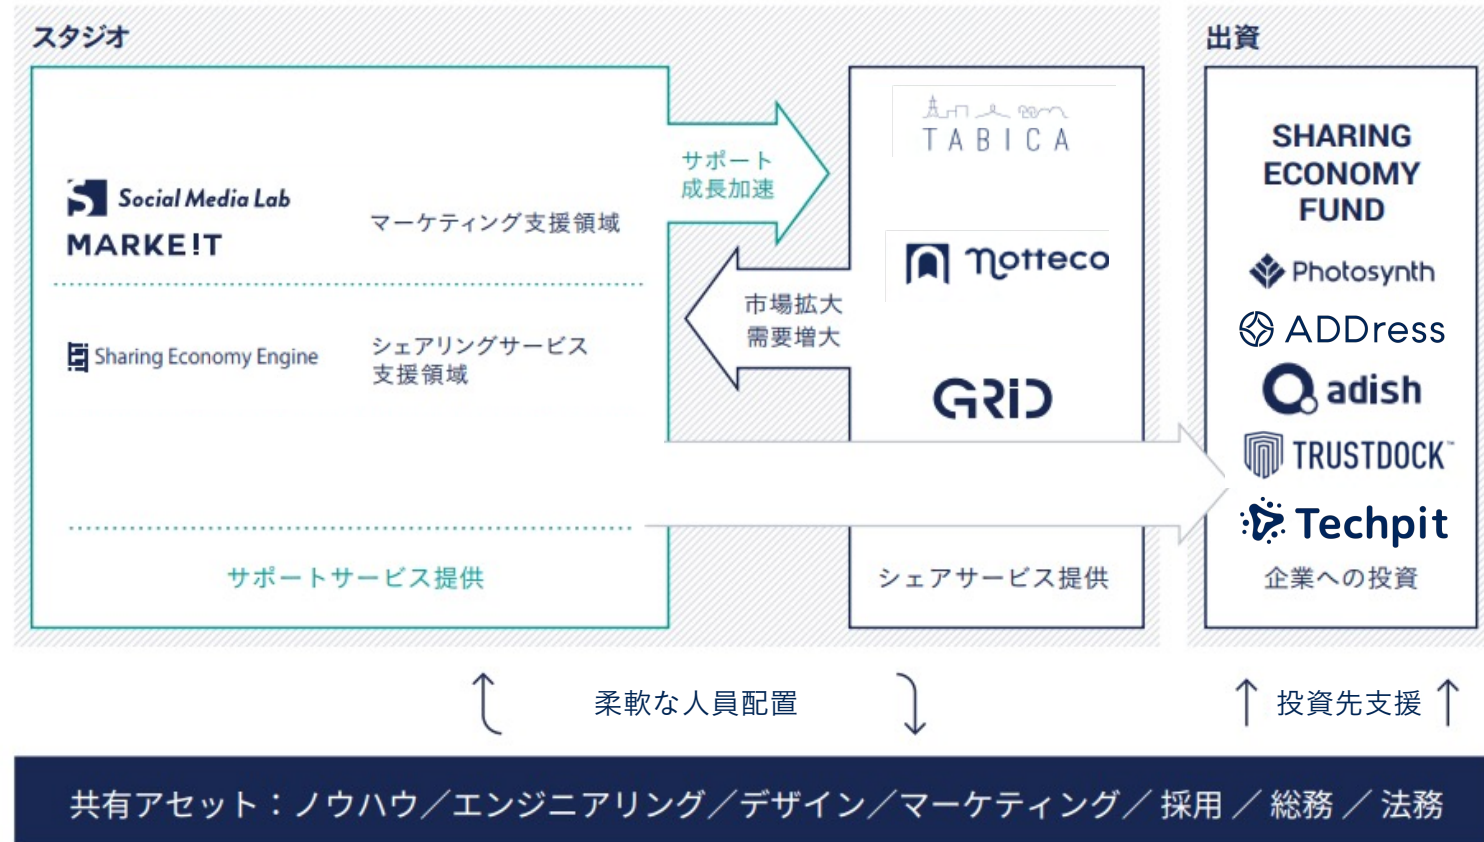 スタジオ
Social Media Lab
MARKE!T
マーケティング支援領域
Sharing Economy Engine
シェアリングサービス
支援領域
サポートサービス提供
サポート
成長加速
市場拡大
需要増大
TABICA
notteco
GRiD
シェアサービス提供
出資
SHARING
ECONOMY
FUND
Photosynth
ADDress
adish
TRUSTDOCK™
Techpit
企業への投資
柔軟な人員配置
投資先支援
共有アセット：ノウハウ／エンジニアリング／デザイン／マーケティング／ 採用 ／ 総務 ／ 法務